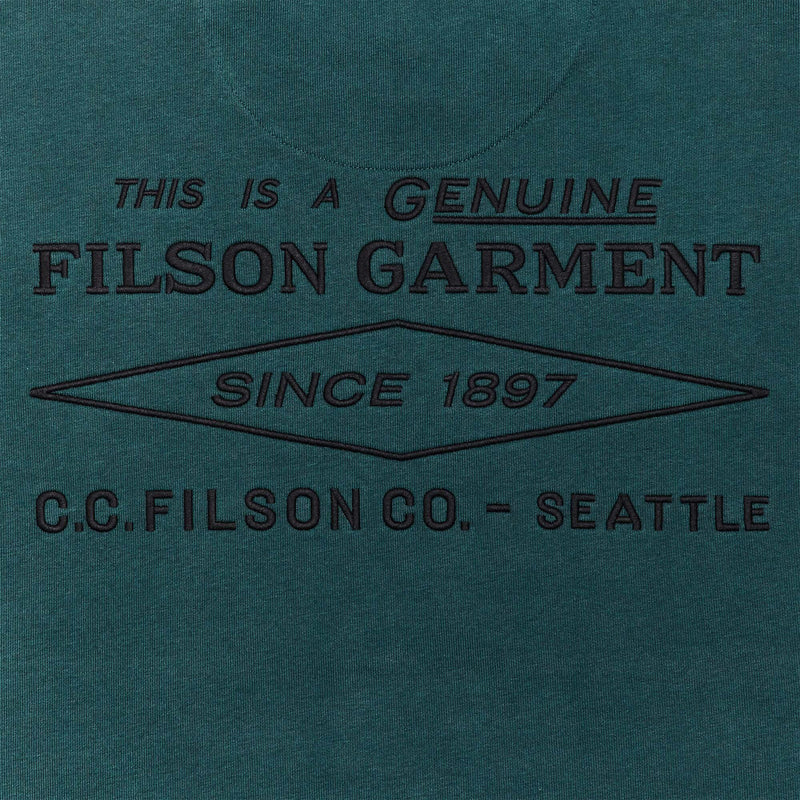 THIS IS A GENUINE
FILSON GARMENT
SINCE 1897
C.C.FILSON CO. - SEATTLE